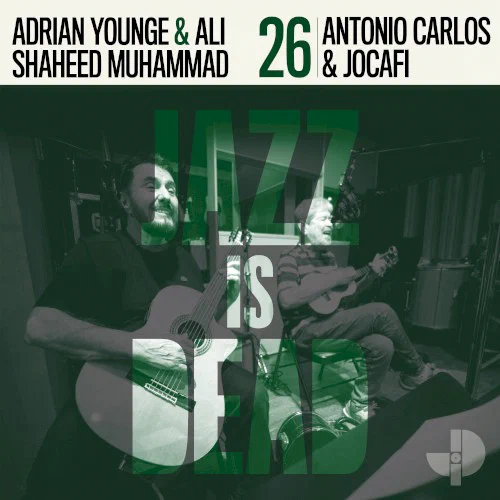 ADRIAN YOUNGE & ALI
SHAHEED MUHAMMAD
26
ANTONIO CARLOS
& JOCAFI
JAZZ
IS
DEAD